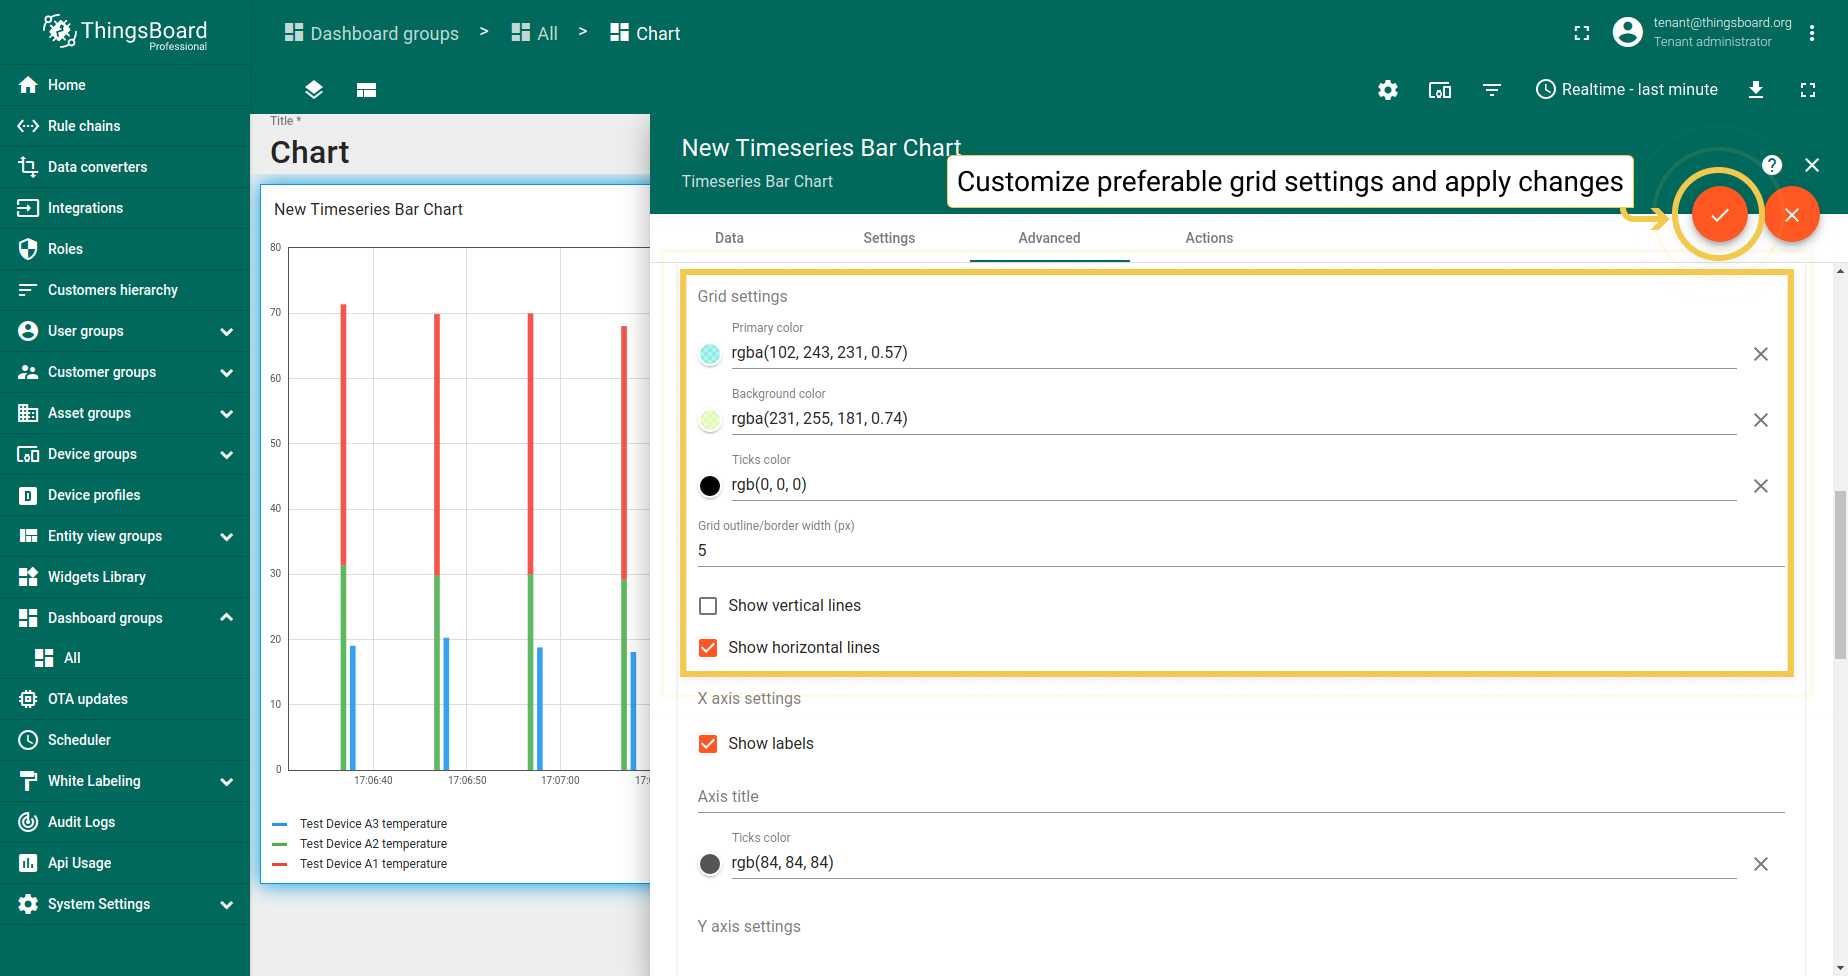 ThingsBoard
Professional
Home
Rule chains
Data converters
Integrations
Roles
Customers hierarchy
User groups
Customer groups
Asset groups
Device groups
Device profiles
Entity view groups
Widgets Library
Dashboard groups
All
OTA updates
Scheduler
White Labeling
Audit Logs
Api Usage
System Settings
Dashboard groups > All > Chart
tenant@thingsboard.org
Tenant administrator
Realtime - last minute
Title *
Chart
New Timeseries Bar Chart
80
70
60
50
40
30
20
10
0
17:06:40 17:06:50 17:07:00
Test Device A3 temperature
Test Device A2 temperature
Test Device A1 temperature
New Timeseries Bar Chart
Timeseries Bar Chart
Customize preferable grid settings and apply changes
Data Settings Advanced Actions
Grid settings
Primary color
rgba(102, 243, 231, 0.57)
Background color
rgba(231, 255, 181, 0.74)
Ticks color
rgb(0, 0, 0)
Grid outline/border width (px)
5
Show vertical lines
Show horizontal lines
X axis settings
Show labels
Axis title
Ticks color
rgb(84, 84, 84)
Y axis settings